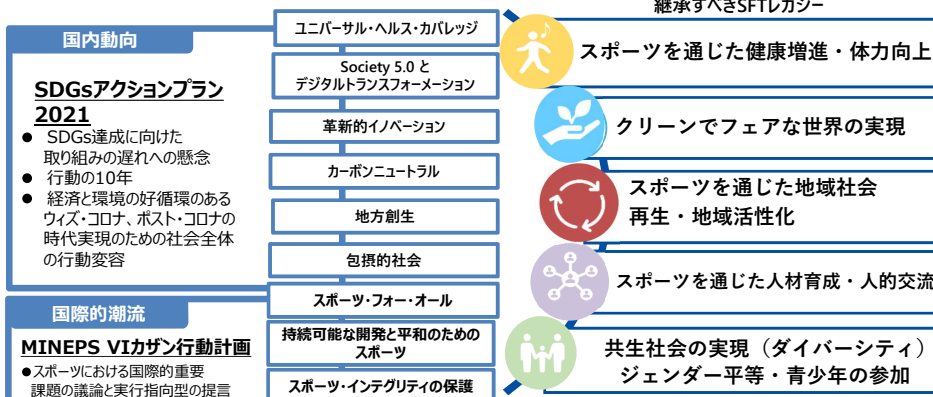 国内動向
SDGsアクションプラン
2021
● SDGs達成に向けた
取り組みの遅れへの懸念
● 行動の10年
● 経済と環境の好循環のある
ウィズ・コロナ、ポスト・コロナの
時代実現のための社会全体
の行動変容
国際的潮流
MINEPS VIカザン行動計画
●スポーツにおける国際的重要
課題の議論と実行指向型の提言
ユニバーサル・ヘルス・カバレッジ
Society 5.0 と
デジタルトランスフォーメーション
革新的イノベーション
カーボンニュートラル
地方創生
包摂的社会
スポーツ・フォー・オール
持続可能な開発と平和のための
スポーツ
スポーツ・インテグリティの保護
継承すべきSFTレガシー
スポーツを通じた健康増進・体力向上
クリーンでフェアな世界の実現
スポーツを通じた地域社会
再生・地域活性化
スポーツを通じた人材育成・人的交流
共生社会の実現（ダイバーシティ）
ジェンダー平等・青少年の参加